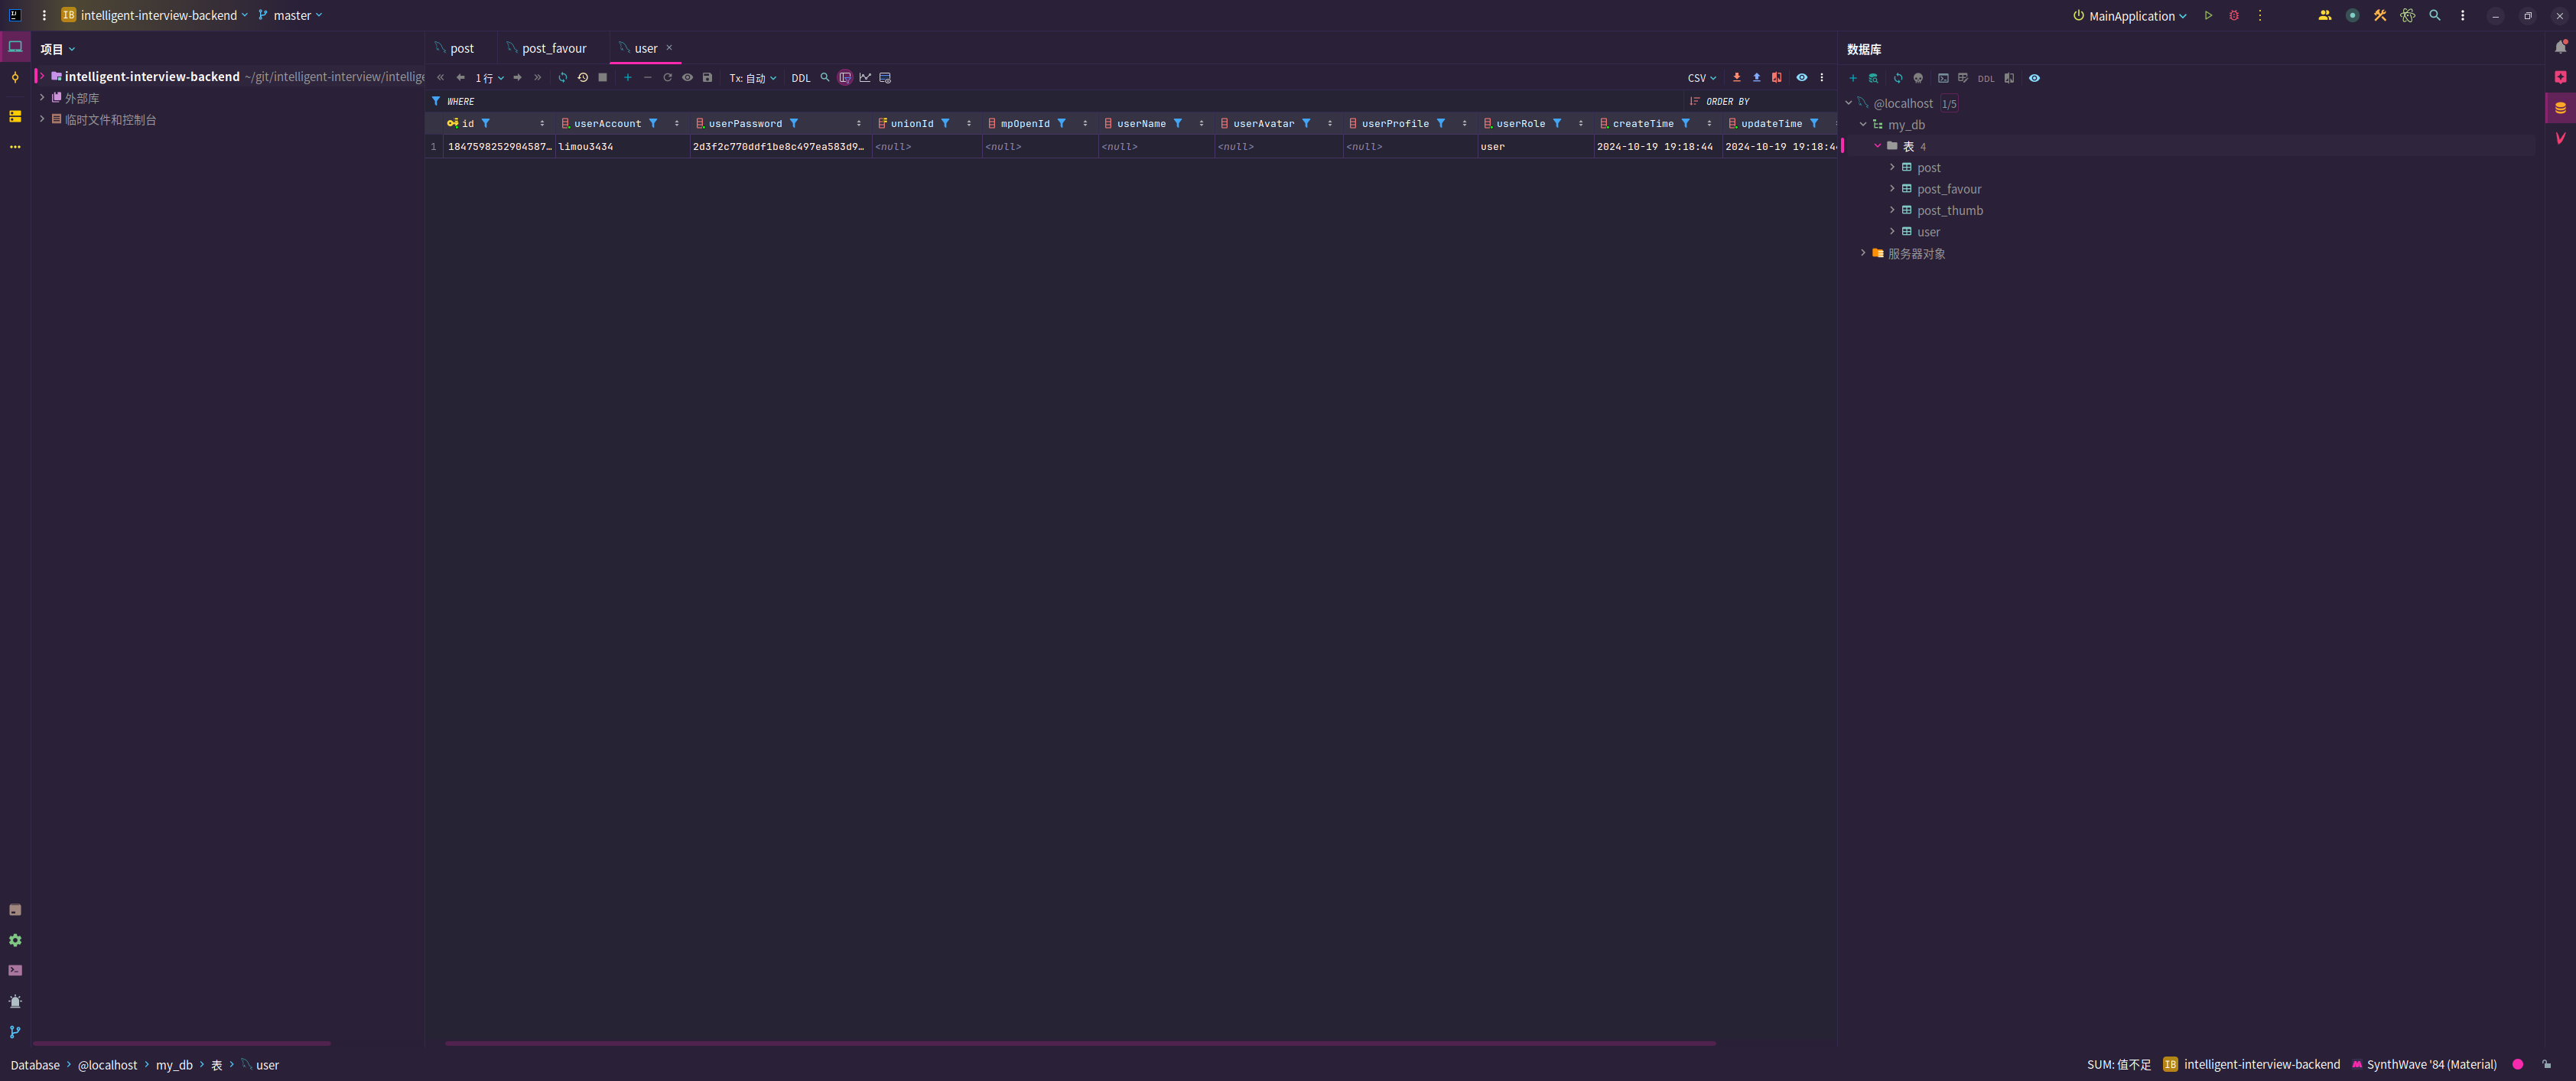 IB intelligent-interview-backend master MainApplication
项目
intelligent-interview-backend ~/git/intelligent-interview/intellige
外部库
临时文件和控制台
post post_favour user
1 行 Tx: 自动 DDL CSV
WHERE ORDER BY
id userAccount userPassword unionId mpOpenId userName userAvatar userProfile userRole createTime updateTime
1 1847598252904587… limou3434 2d3f2c770ddf1be8c497ea583d9… <null> <null> <null> <null> <null> user 2024-10-19 19:18:44 2024-10-19 19:18:4
数据库
DDL
@localhost 1/5
my_db
表 4
post
post_favour
post_thumb
user
服务器对象
Database @localhost my_db 表 user
SUM: 值不足 IB intelligent-interview-backend SynthWave '84 (Material)